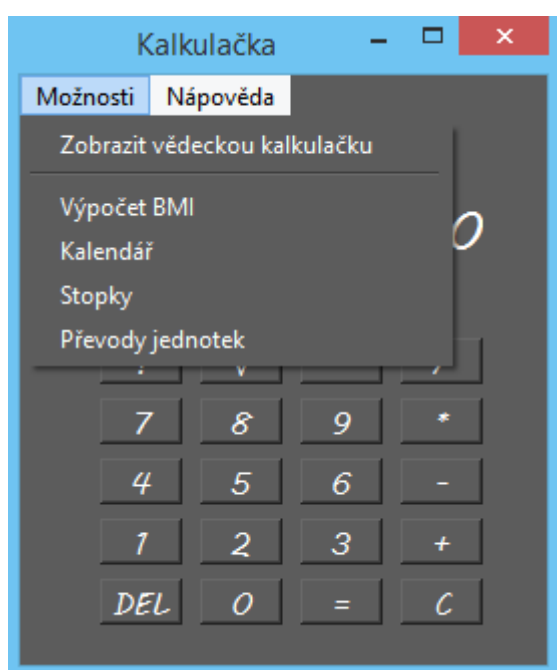 Kalkulačka
Možnosti Nápověda
Zobrazit vědeckou kalkulačku
Výpočet BMI
Kalendář
Stopky
Převody jednotek
0
7 8 9 *
4 5 6 -
1 2 3 +
DEL 0 = C